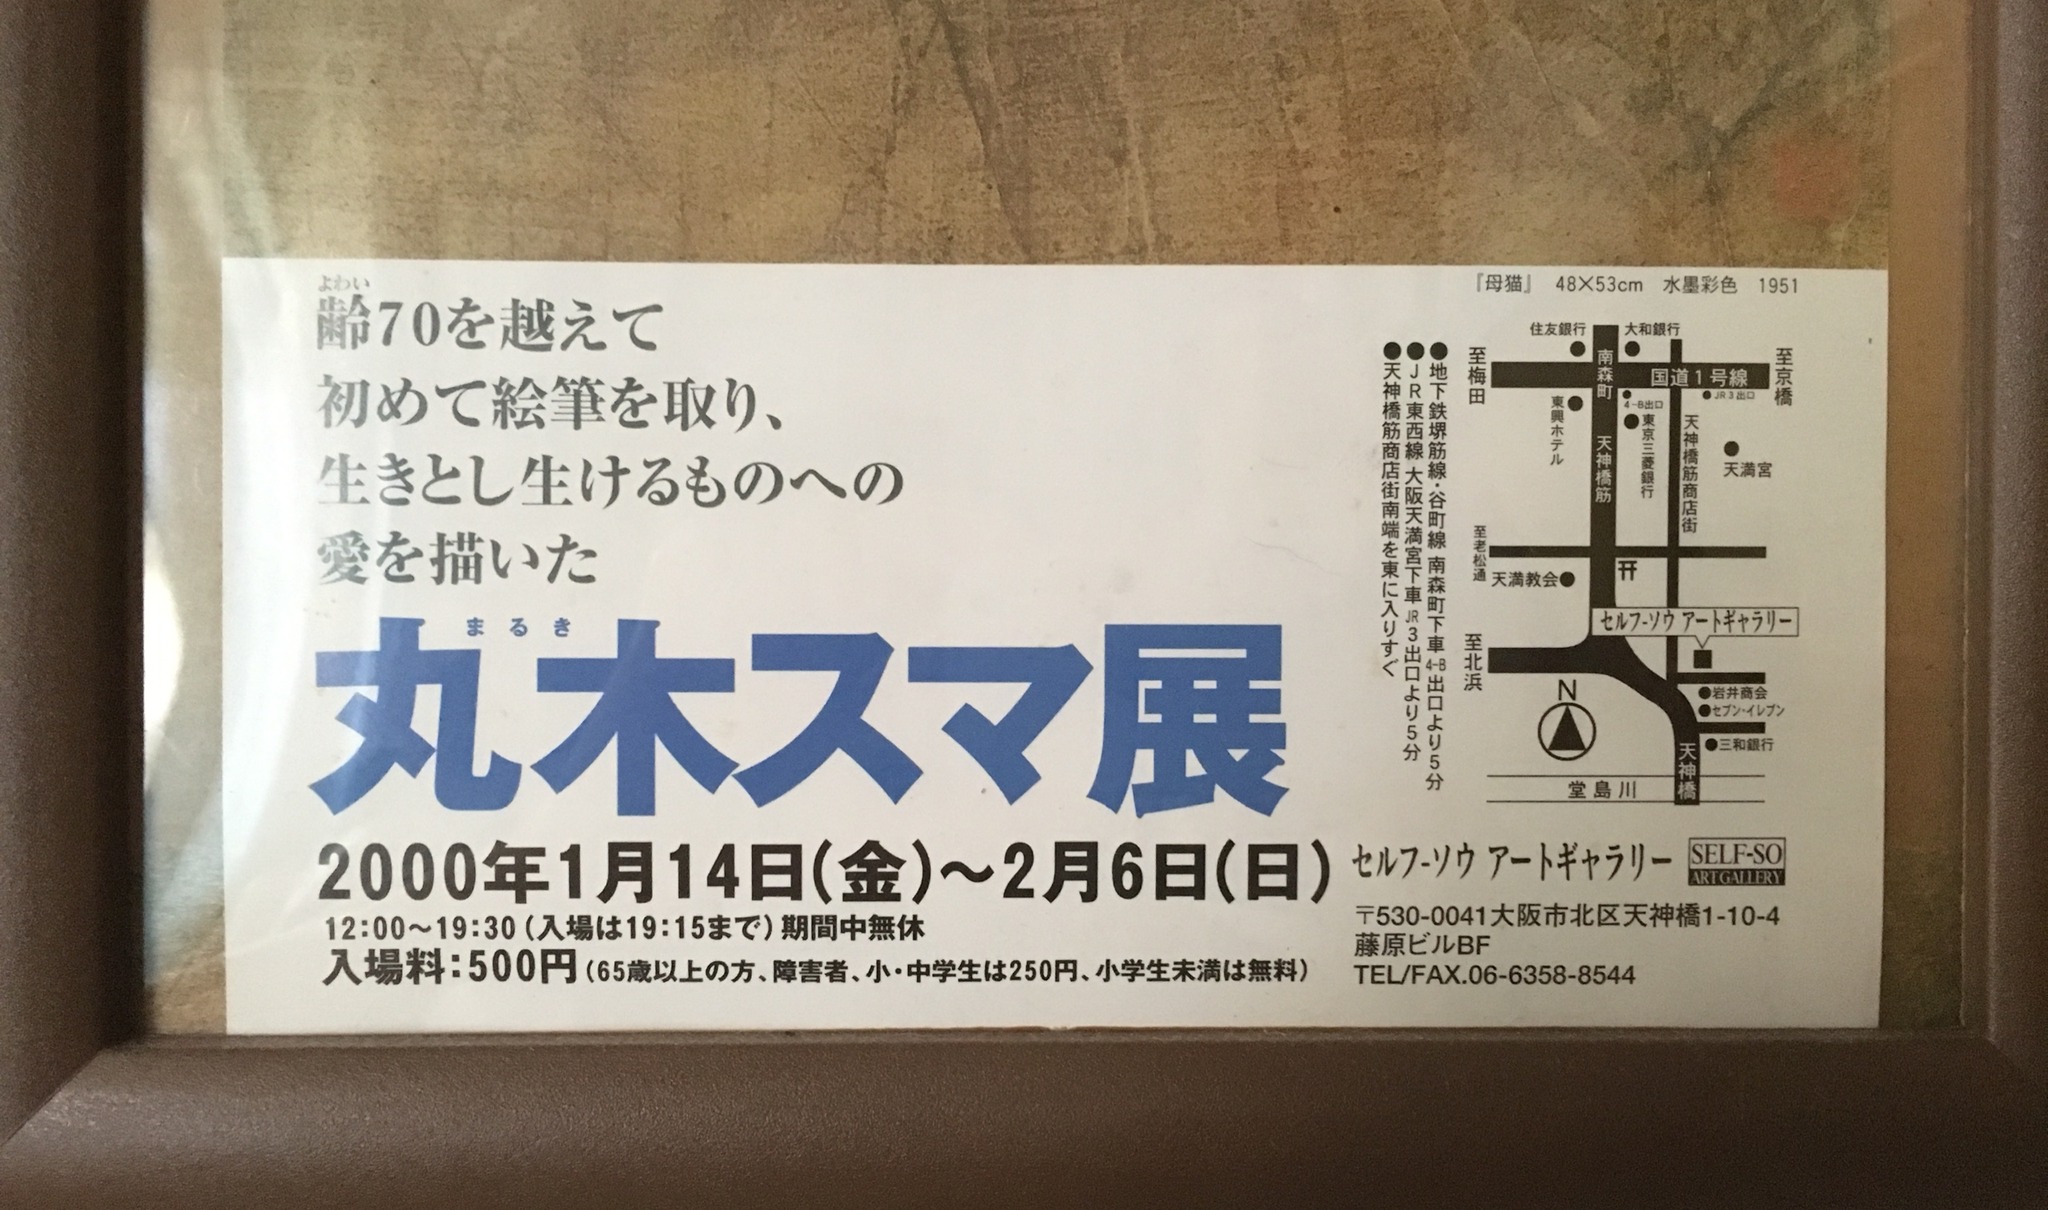 『母猫』 48×53cm 水墨彩色 1951
よわい
齢70を越えて
初めて絵筆を取り、
生きとし生けるものへの
愛を描いた
まるき
丸木スマ展
2000年1月14日(金)～2月6日(日)
12:00～19:30(入場は19:15まで)期間中無休
入場料:500円(65歳以上の方、障害者、小・中学生は250円、小学生未満は無料)
●地下鉄堺筋線・谷町線 南森町下車 4-B出口より5分
●JR東西線 大阪天満宮下車 JR3出口より5分
●天神橋筋商店街南端を東に入りすぐ
住友銀行
大和銀行
至梅田
南森町
国道1号線
至京橋
4-B出口
JR3出口
東興ホテル
天神橋筋
東京三菱銀行
天神橋筋商店街
天満宮
至老松通
天満教会
セルフ-ソウ アートギャラリー
至北浜
N
岩井商会
セブン-イレブン
三和銀行
天神橋
堂島川
セルフ-ソウ アートギャラリー
SELF-SO
ART GALLERY
〒530-0041大阪市北区天神橋1-10-4
藤原ビルBF
TEL/FAX.06-6358-8544